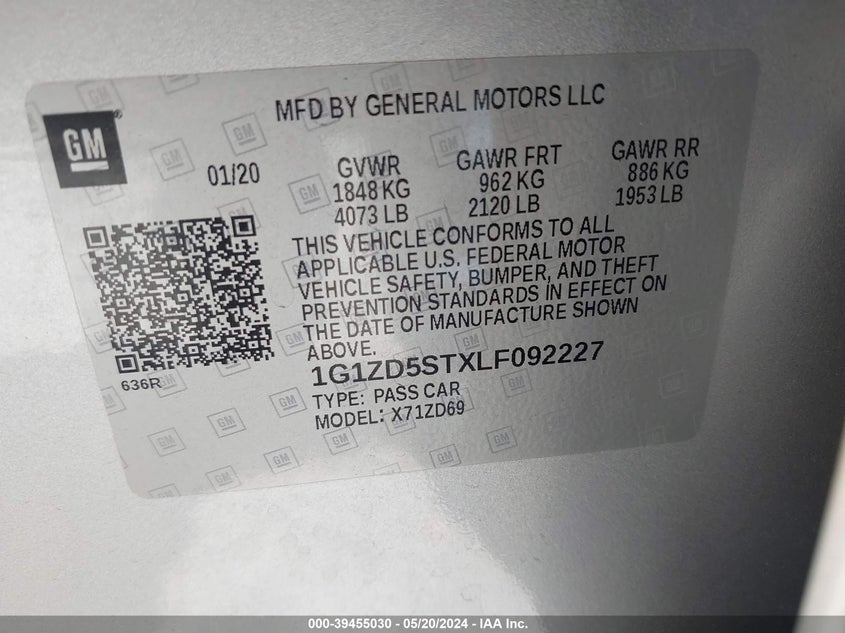 GM
MFD BY GENERAL MOTORS LLC
01/20
GVWR
1848 KG
4073 LB
GAWR FRT
962 KG
2120 LB
GAWR RR
886 KG
1953 LB
THIS VEHICLE CONFORMS TO ALL
APPLICABLE U.S. FEDERAL MOTOR
VEHICLE SAFETY, BUMPER, AND THEFT
PREVENTION STANDARDS IN EFFECT ON
THE DATE OF MANUFACTURE SHOWN
ABOVE.
636R
1G1ZD5STXLF092227
TYPE: PASS CAR
MODEL: X71ZD69
000-39455030 - 05/20/2024 - IAA Inc.